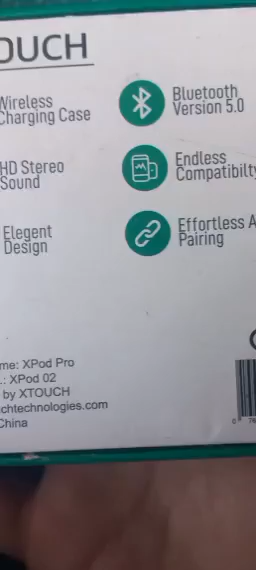 OUCH
Wireless
Charging Case
Bluetooth
Version 5.0
HD Stereo
Sound
Endless
Compatibilty
Elegent
Design
Effortless A
Pairing
me: XPod Pro
.: XPod 02
by XTOUCH
chtechnologies.com
China